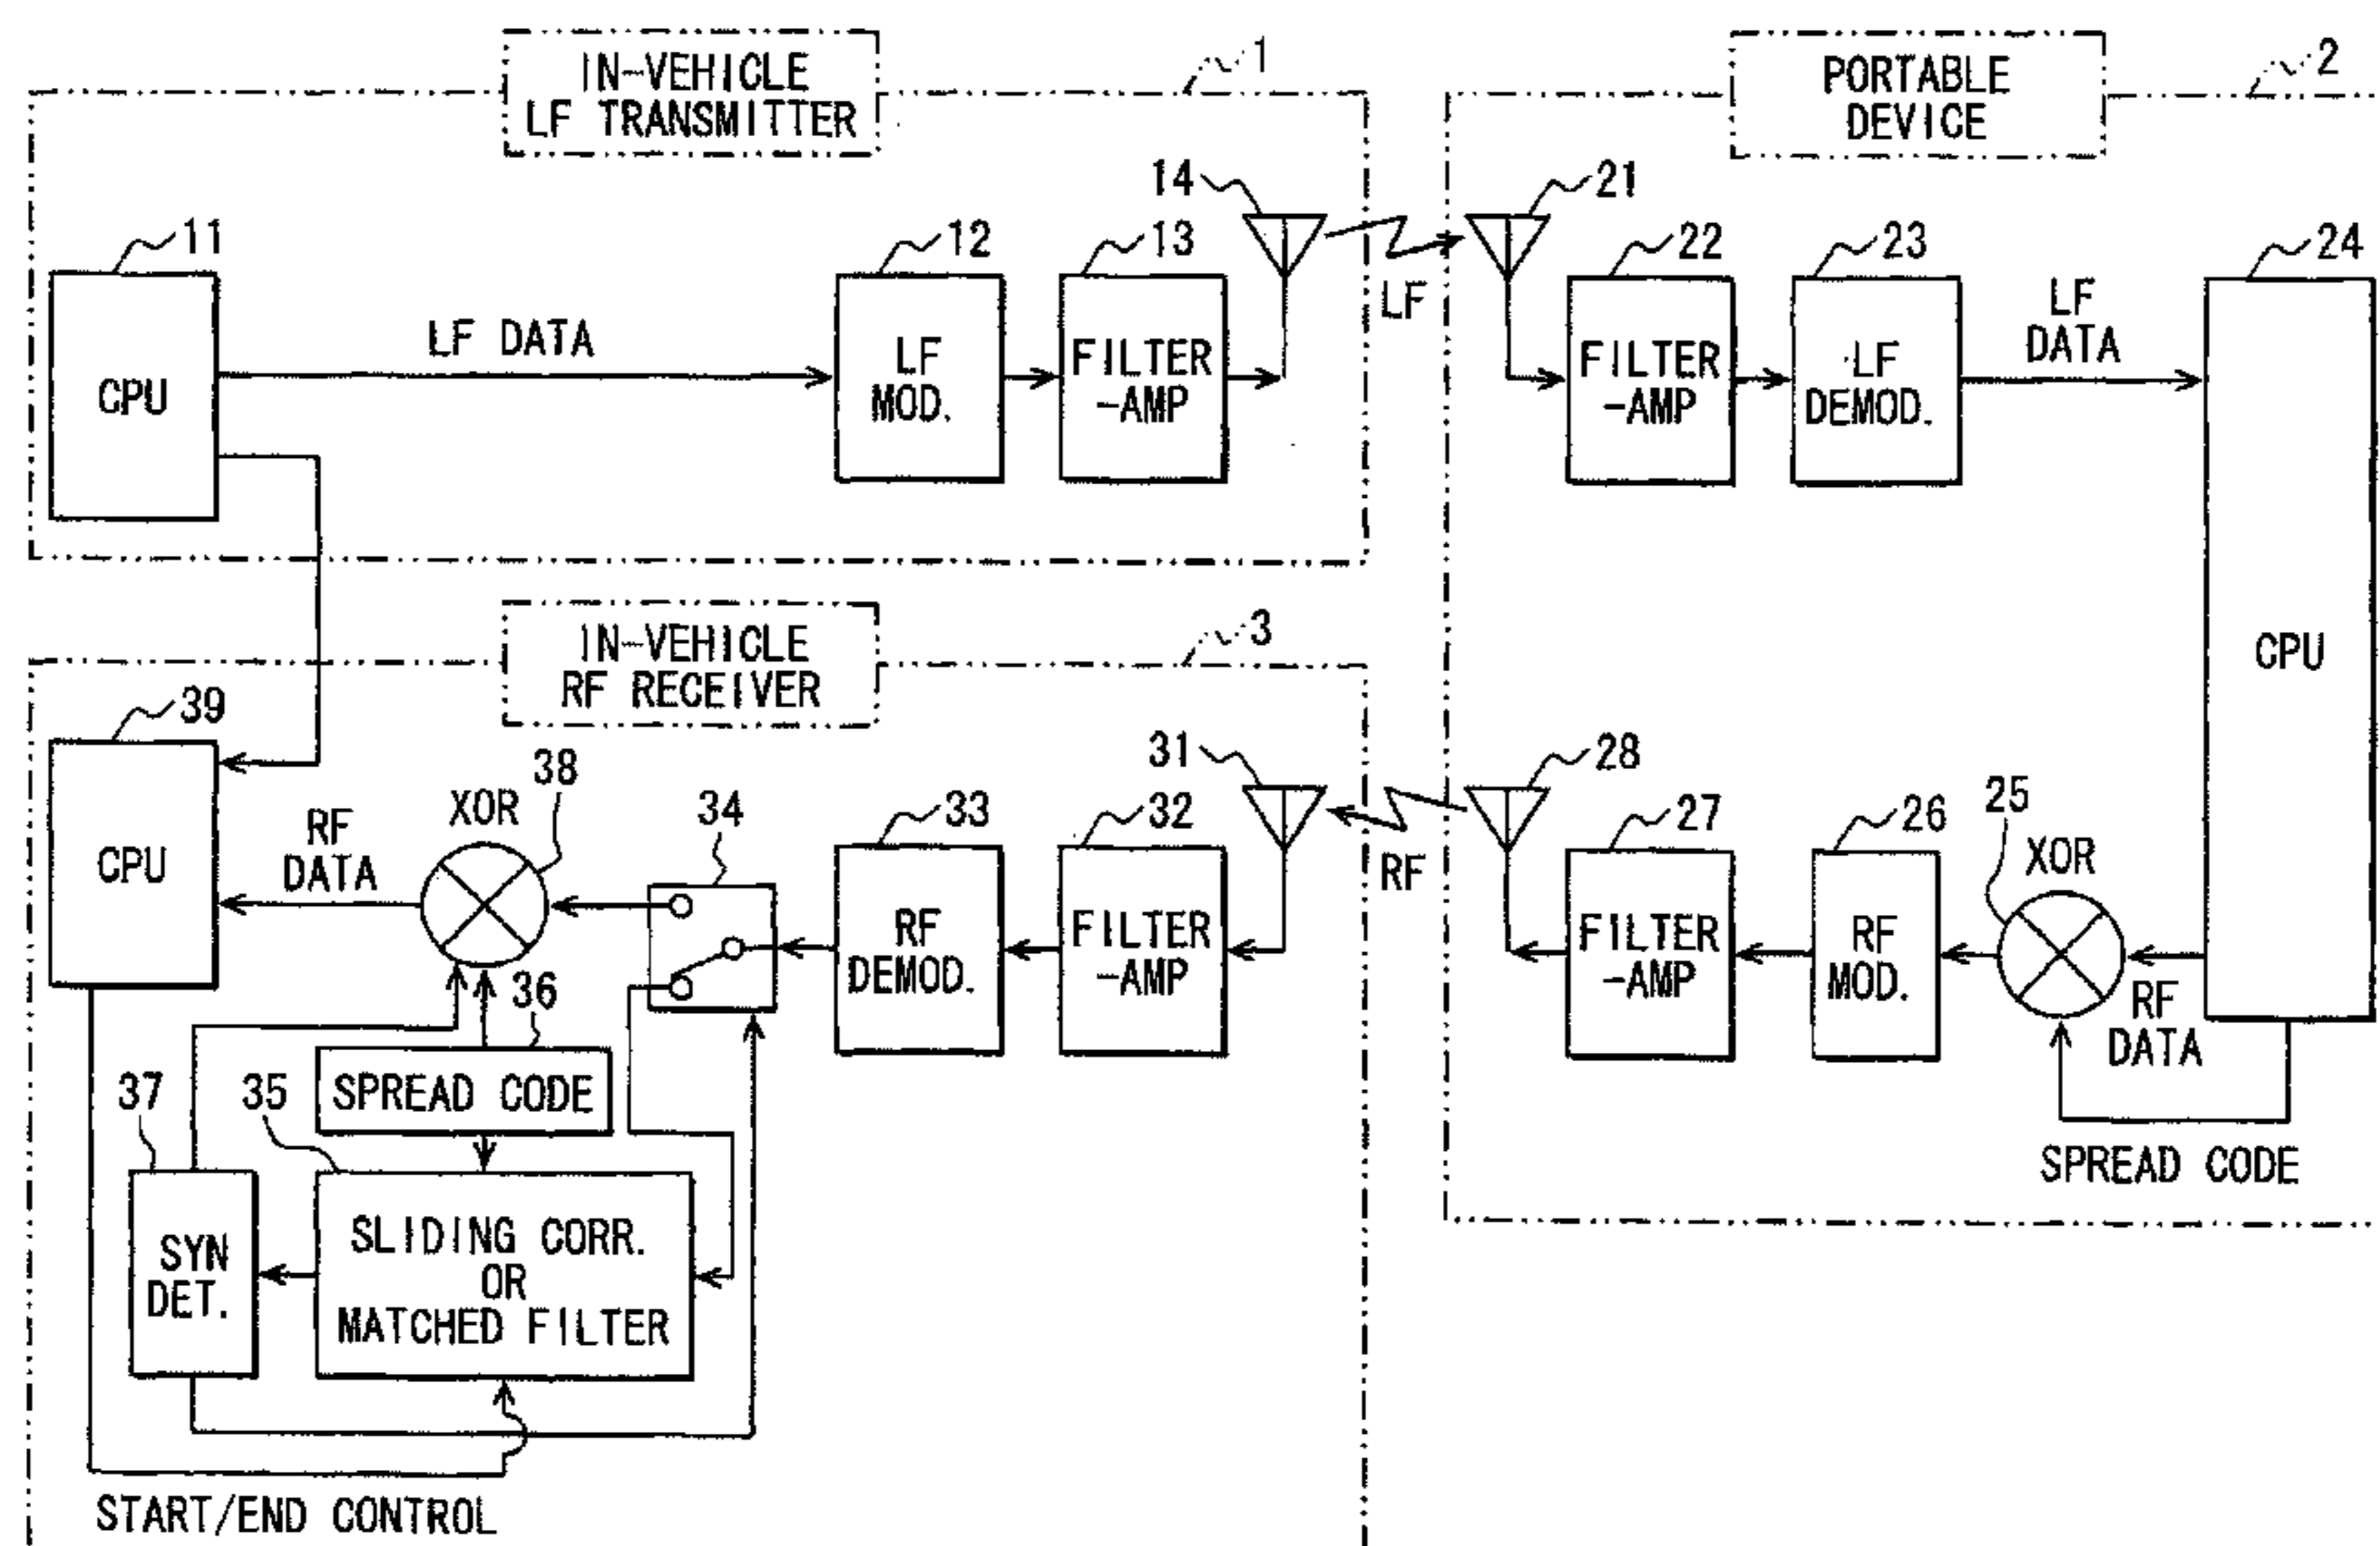 IN-VEHICLE
LF TRANSMITTER
1
PORTABLE
DEVICE
2
11
CPU
LF DATA
12
LF
MOD.
13
FILTER
-AMP
14
LF
21
22
FILTER
-AMP
23
LF
DEMOD.
LF
DATA
24
CPU
IN-VEHICLE
RF RECEIVER
3
39
CPU
RF
DATA
XOR
38
34
33
RF
DEMOD.
32
FILTER
-AMP
31
RF
28
27
FILTER
-AMP
26
RF
MOD.
25
XOR
RF
DATA
SPREAD CODE
36
SPREAD CODE
37
SYN
DET.
35
SLIDING CORR.
OR
MATCHED FILTER
START/END CONTROL